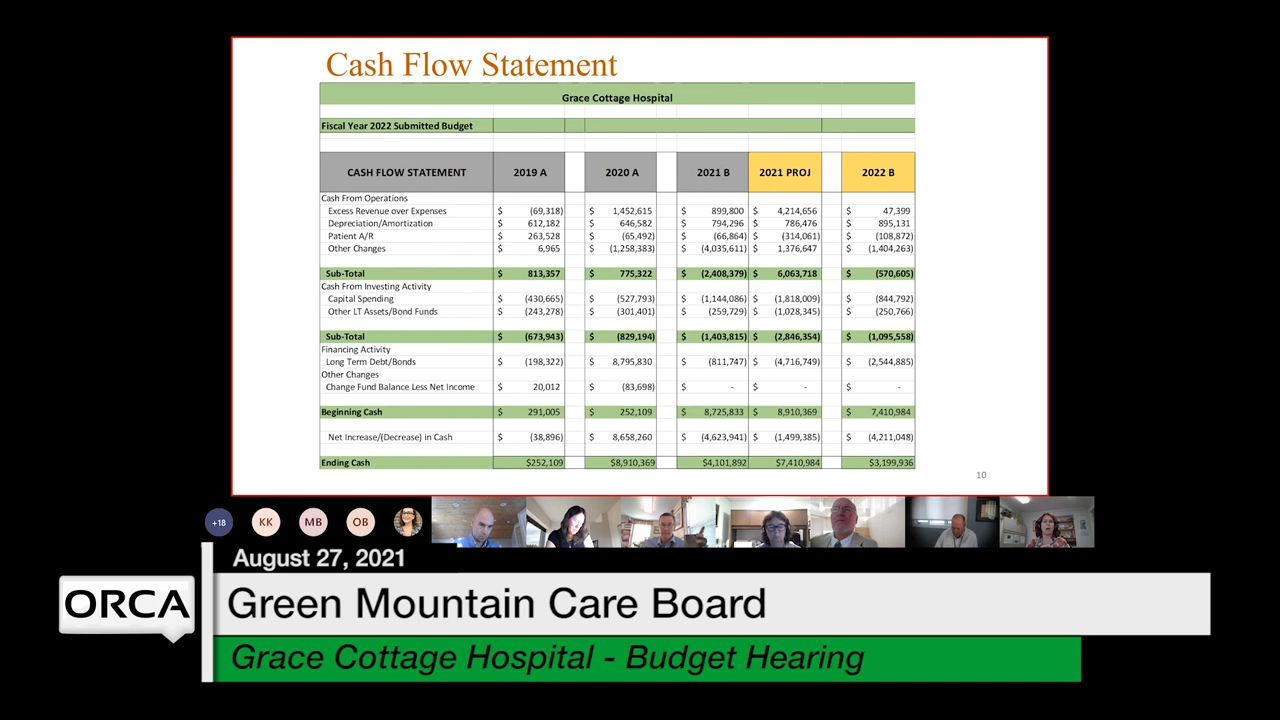 Cash Flow Statement
Grace Cottage Hospital
Fiscal Year 2022 Submitted Budget
CASH FLOW STATEMENT 2019 A 2020 A 2021 B 2021 PROJ 2022 B
Cash From Operations
Excess Revenue over Expenses $ (69,318) $ 1,452,615 $ 899,800 $ 4,214,656 $ 47,399
Depreciation/Amortization $ 612,182 $ 646,582 $ 794,296 $ 786,476 $ 895,131
Patient A/R $ 263,528 $ (65,492) $ (66,864) $ (314,061) $ (108,872)
Other Changes $ 6,965 $ (1,258,383) $ (4,035,611) $ 1,376,647 $ (1,404,263)
Sub-Total $ 813,357 $ 775,322 $ (2,408,379) $ 6,063,718 $ (570,605)
Cash From Investing Activity
Capital Spending $ (430,665) $ (527,793) $ (1,144,086) $ (1,818,009) $ (844,792)
Other LT Assets/Bond Funds $ (243,278) $ (301,401) $ (259,729) $ (1,028,345) $ (250,766)
Sub-Total $ (673,943) $ (829,194) $ (1,403,815) $ (2,846,354) $ (1,095,558)
Financing Activity
Long Term Debt/Bonds $ (198,322) $ 8,795,830 $ (811,747) $ (4,716,749) $ (2,544,885)
Other Changes
Change Fund Balance Less Net Income $ 20,012 $ (83,698) $ - $ - $ -
Beginning Cash $ 291,005 $ 252,109 $ 8,725,833 $ 8,910,369 $ 7,410,984
Net Increase/(Decrease) in Cash $ (38,896) $ 8,658,260 $ (4,623,941) $ (1,499,385) $ (4,211,048)
Ending Cash $252,109 $8,910,369 $4,101,892 $7,410,984 $3,199,936
10
+18 KK MB OB
August 27, 2021
ORCA
Green Mountain Care Board
Grace Cottage Hospital - Budget Hearing